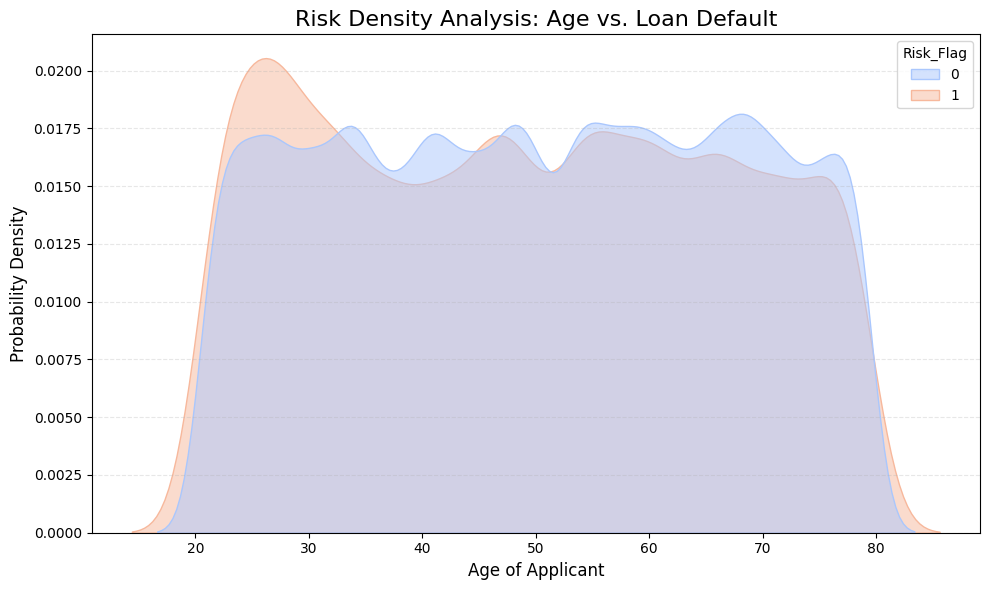 Risk Density Analysis: Age vs. Loan Default
Risk_Flag
0
1
Probability Density
0.0200
0.0175
0.0150
0.0125
0.0100
0.0075
0.0050
0.0025
0.0000
20 30 40 50 60 70 80
Age of Applicant